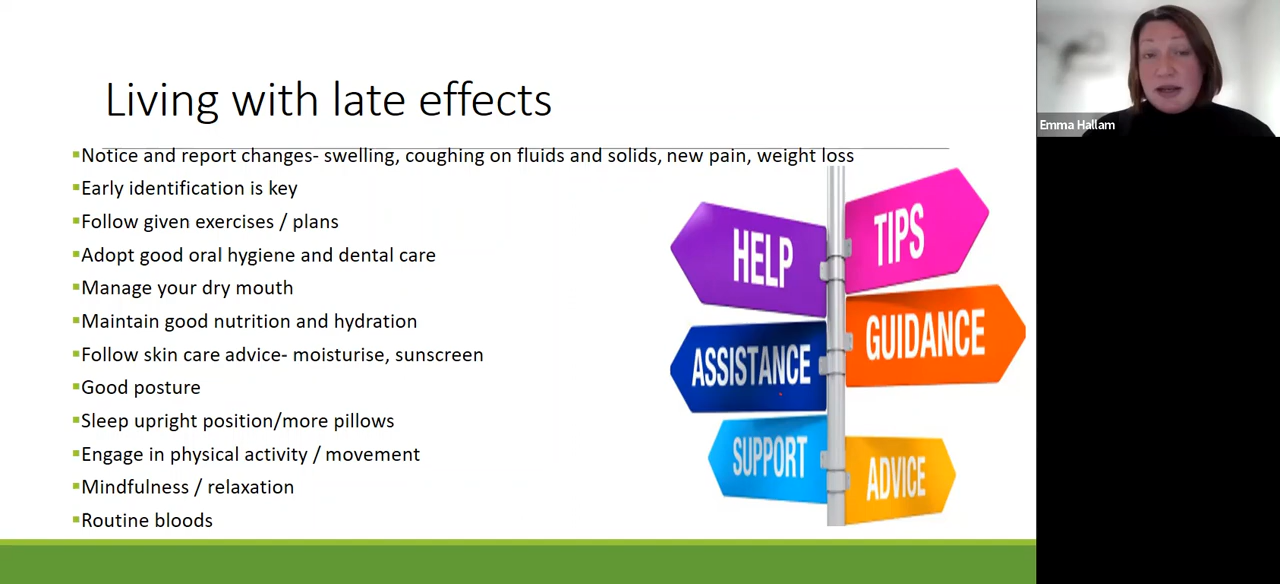 Living with late effects
▪Notice and report changes- swelling, coughing on fluids and solids, new pain, weight loss
▪Early identification is key
▪Follow given exercises / plans
▪Adopt good oral hygiene and dental care
▪Manage your dry mouth
▪Maintain good nutrition and hydration
▪Follow skin care advice- moisturise, sunscreen
▪Good posture
▪Sleep upright position/more pillows
▪Engage in physical activity / movement
▪Mindfulness / relaxation
▪Routine bloods
HELP
TIPS
ASSISTANCE
GUIDANCE
SUPPORT
ADVICE
Emma Hallam